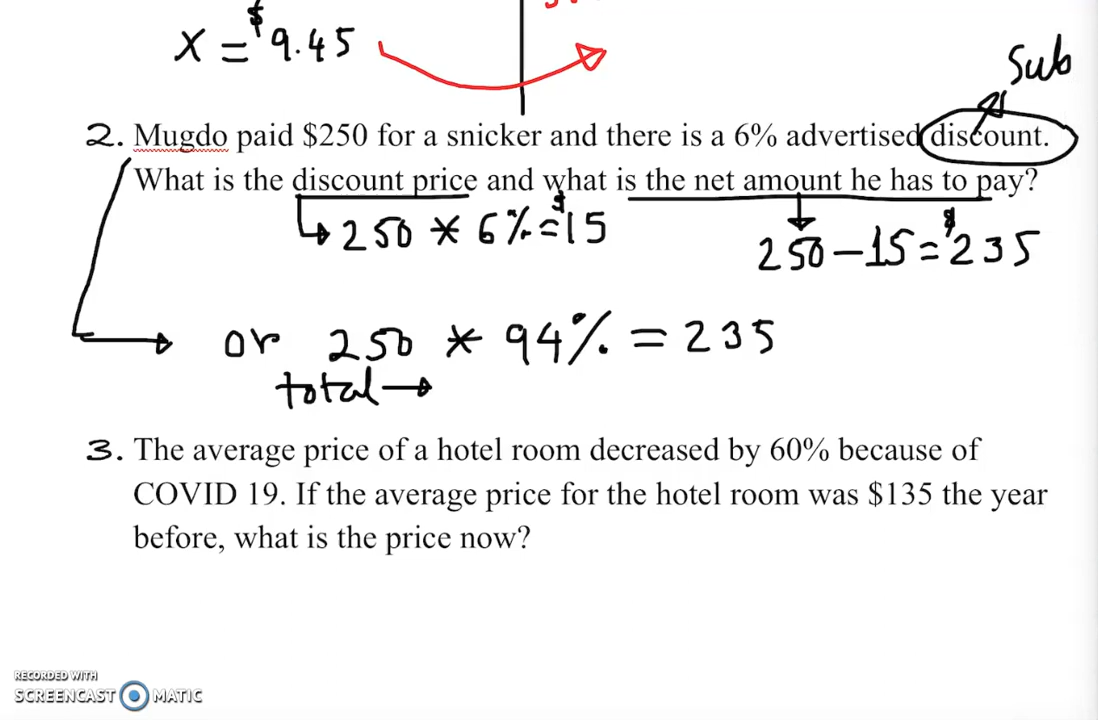 x = $9.45
Sub
2. Mugdo paid $250 for a snicker and there is a 6% advertised discount.
What is the discount price and what is the net amount he has to pay?
250 * 6% = $15
250 - 15 = $235
or 250 * 94% = 235
total →
3. The average price of a hotel room decreased by 60% because of
COVID 19. If the average price for the hotel room was $135 the year
before, what is the price now?
RECORDED WITH
SCREENCAST MATIC